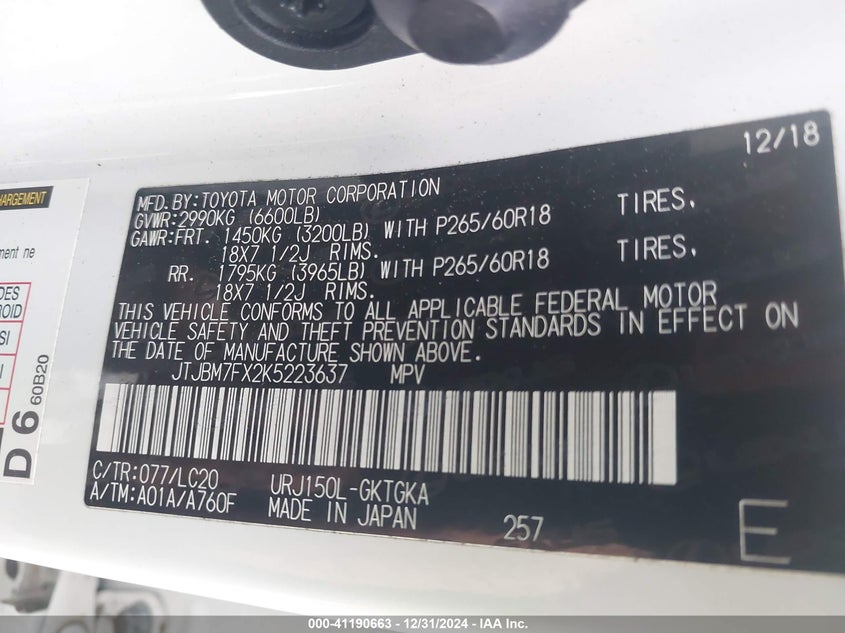 12/18
MFD. BY: TOYOTA MOTOR CORPORATION
GVWR: 2990KG (6600LB)
GAWR: FRT. 1450KG (3200LB) WITH P265/60R18 TIRES,
18X7 1/2J RIMS.
RR. 1795KG (3965LB) WITH P265/60R18 TIRES,
18X7 1/2J RIMS.
THIS VEHICLE CONFORMS TO ALL APPLICABLE FEDERAL MOTOR
VEHICLE SAFETY AND THEFT PREVENTION STANDARDS IN EFFECT ON
THE DATE OF MANUFACTURE SHOWN ABOVE.
JTJBM7FX2K5223637 MPV
C/TR: 077/LC20 URJ150L-GKTGKA
A/TM: A01A/A760F MADE IN JAPAN 257 E
ne
D 6 60B20
000-41190663 - 12/31/2024 - IAA Inc.